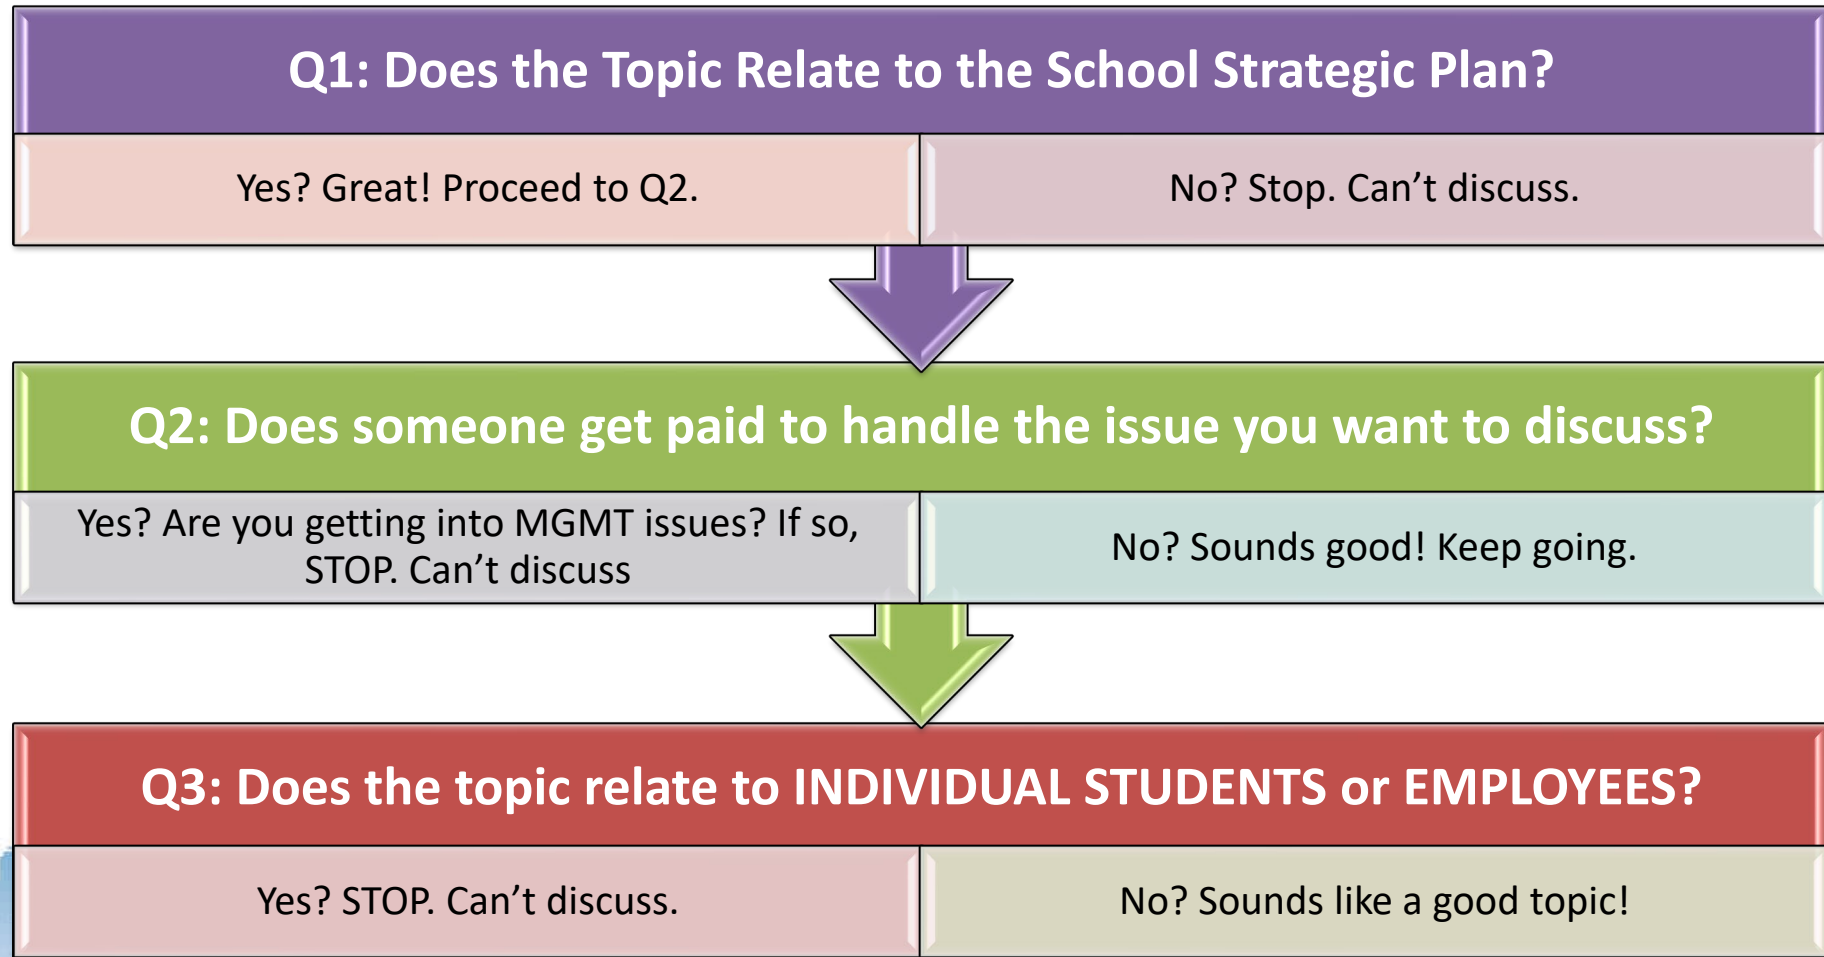 Q1: Does the Topic Relate to the School Strategic Plan?
Yes? Great! Proceed to Q2.
No? Stop. Can’t discuss.
Q2: Does someone get paid to handle the issue you want to discuss?
Yes? Are you getting into MGMT issues? If so,
STOP. Can’t discuss
No? Sounds good! Keep going.
Q3: Does the topic relate to INDIVIDUAL STUDENTS or EMPLOYEES?
Yes? STOP. Can’t discuss.
No? Sounds like a good topic!